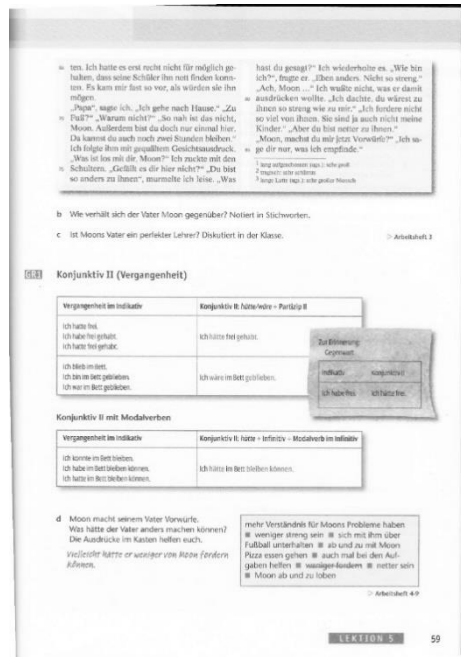 ten. Ich hatte es erst recht nicht für möglich ge-
halten, dass seine Schüler ihn nett finden konn-
ten. Es kam mir fast so vor, als würden sie ihn
mögen.
„Papa“, sagte ich. „Ich gehe nach Hause.“ „Zu
Fuß?“ „Warum nicht?“ „So nah ist das nicht,
Moon. Außerdem bist du doch nur einmal hier.
Da kannst du auch noch zwei Stunden bleiben.“
Ich folgte ihm mit gequältem Gesichtsausdruck.
„Was ist los mit dir, Moon?“ Ich zuckte mit den
Schultern. „Gefällt es dir hier nicht?“ „Du bist
so anders zu ihnen“, murmelte ich leise. „Was
hast du gesagt?“ Ich wiederholte es. „Wie bin
ich?“, fragte er. „Eben anders. Nicht so streng.“
„Ach, Moon ...“ Ich wußte nicht, was er damit
ausdrücken wollte. „Ich dachte, du wärest zu
ihnen so streng wie zu mir.“ „Ich fordere nicht
so viel von ihnen. Sie sind ja auch nicht meine
Kinder.“ „Aber du bist netter zu ihnen.“
„Moon, machst du mir jetzt Vorwürfe?“ „Ich sa-
ge dir nur, was ich empfinde.“
b Wie verhält sich der Vater Moon gegenüber? Notiert in Stichworten.
c Ist Moons Vater ein perfekter Lehrer? Diskutiert in der Klasse.
Arbeitsheft 3
GR1 Konjunktiv II (Vergangenheit)
Vergangenheit im Indikativ
Konjunktiv II: hätte/wäre + Partizip II
Ich hatte frei.
Ich habe frei gehabt.
Ich hatte frei gehabt.
Ich hätte frei gehabt.
Ich blieb im Bett.
Ich bin im Bett geblieben.
Ich war im Bett geblieben.
Ich wäre im Bett geblieben.
Zur Erinnerung:
Gegenwart
Indikativ
Konjunktiv II
Ich habe frei.
Ich hätte frei.
Konjunktiv II mit Modalverben
Vergangenheit im Indikativ
Konjunktiv II: hätte + Infinitiv + Modalverb im Infinitiv
Ich konnte im Bett bleiben.
Ich habe im Bett bleiben können.
Ich hatte im Bett bleiben können.
Ich hätte im Bett bleiben können.
d Moon macht seinem Vater Vorwürfe.
Was hätte der Vater anders machen können?
Die Ausdrücke im Kasten helfen euch.
Vielleicht hätte er weniger von Moon fordern
können.
mehr Verständnis für Moons Probleme haben
■ weniger streng sein ■ sich mit ihm über
Fußball unterhalten ■ ab und zu mit Moon
Pizza essen gehen ■ auch mal bei den Auf-
gaben helfen ■ weniger fordern ■ netter sein
■ Moon ab und zu loben
Arbeitsheft 4-9
LEKTION 5
59